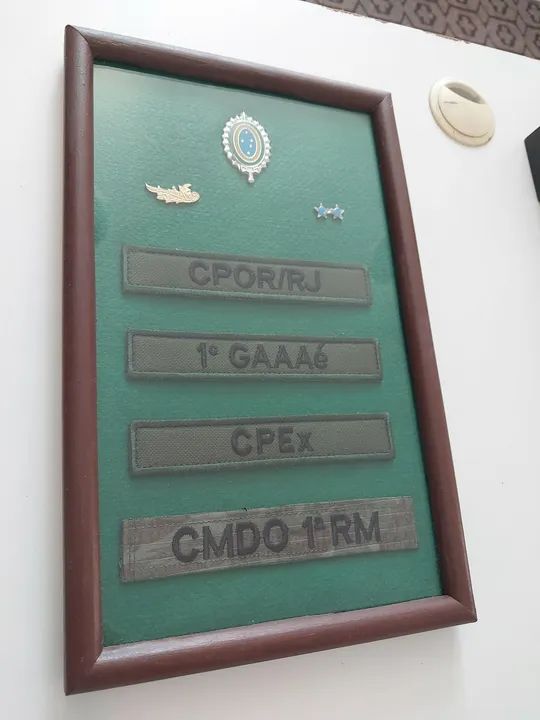 CPOR/RJ
1º GAAAé
CPEx
CMDO 1ª RM